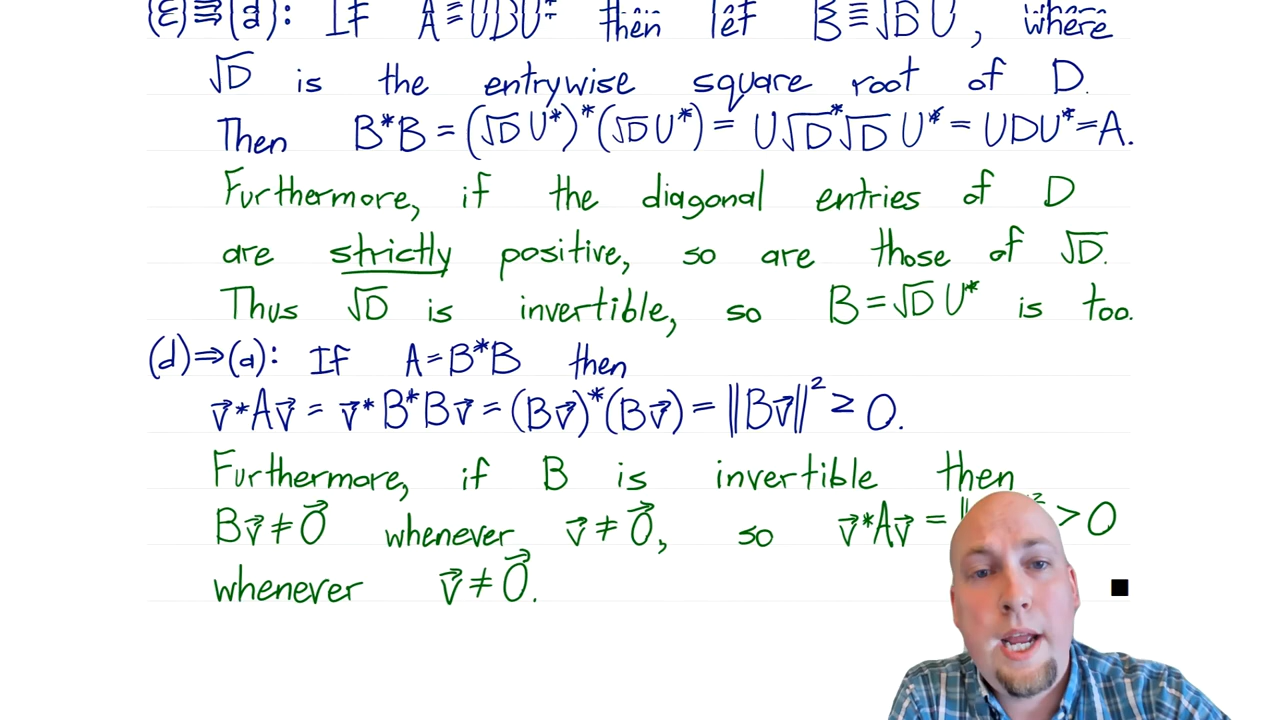 (c)⇒(d): If A=UDU* then let B=√D U*, where
√D is the entrywise square root of D.
Then B*B = (√D U*)*(√D U*) = U√D*√D U* = UDU* = A.
Furthermore, if the diagonal entries of D
are strictly positive, so are those of √D.
Thus √D is invertible, so B = √D U* is too.
(d)⇒(a): If A=B*B then
v⃗*Av⃗ = v⃗*B*Bv⃗ = (Bv⃗)*(Bv⃗) = ||Bv⃗||² ≥ 0.
Furthermore, if B is invertible then
Bv⃗ ≠ 0⃗ whenever v⃗ ≠ 0⃗, so v⃗*Av⃗ = || ² > 0
whenever v⃗ ≠ 0⃗. ■